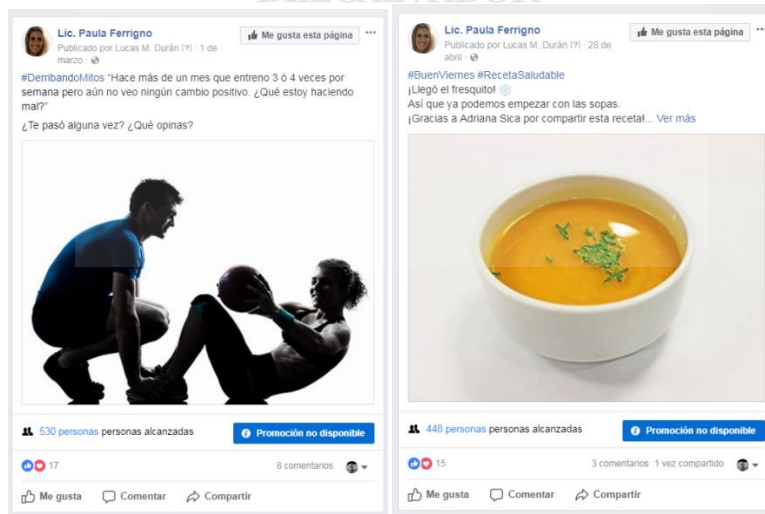 DEL SALVADOR
Lic. Paula Ferrigno
Me gusta esta página
Publicado por Lucas M. Durán [?] · 1 de
marzo ·
#DerribandoMitos “Hace más de un mes que entreno 3 ó 4 veces por
semana pero aún no veo ningún cambio positivo. ¿Qué estoy haciendo
mal?”
¿Te pasó alguna vez? ¿Qué opinas?
530 personas personas alcanzadas
Promoción no disponible
17
8 comentarios
Me gusta
Comentar
Compartir
Lic. Paula Ferrigno
Me gusta esta página
Publicado por Lucas M. Durán [?] · 28 de
abril ·
#BuenViernes #RecetaSaludable
¡Llegó el fresquito!
Así que ya podemos empezar con las sopas.
¡Gracias a Adriana Sica por compartir esta receta!... Ver más
448 personas personas alcanzadas
Promoción no disponible
15
3 comentarios 1 vez compartido
Me gusta
Comentar
Compartir